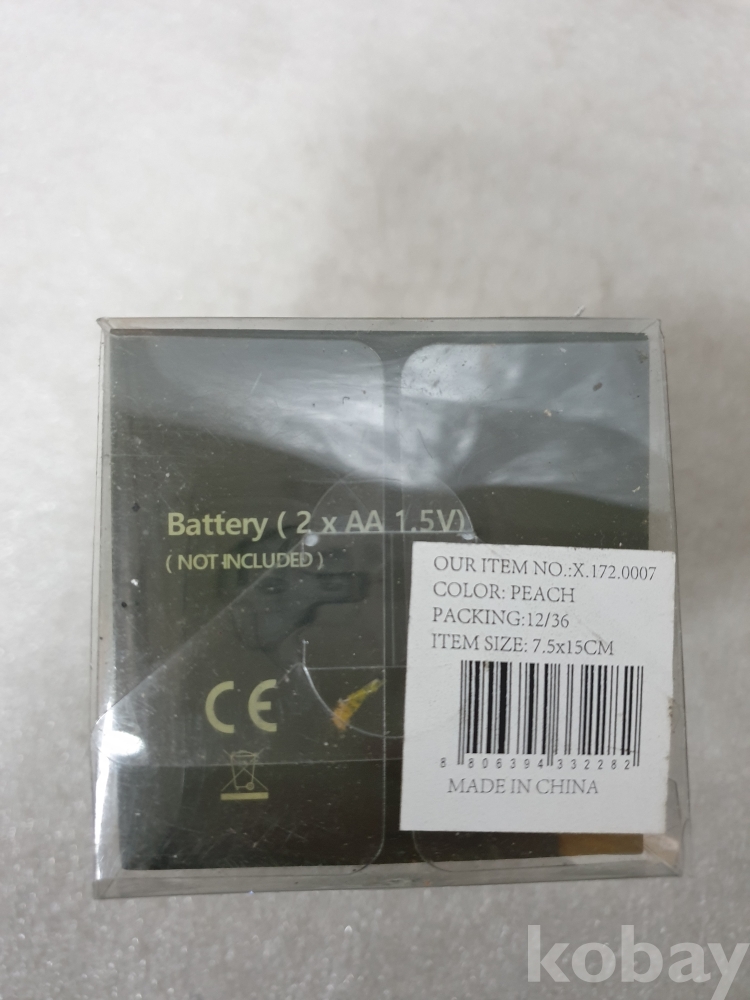 Battery ( 2 x AA 1.5V)
( NOT INCLUDED )
CE
OUR ITEM NO.:X.172.0007
COLOR: PEACH
PACKING:12/36
ITEM SIZE: 7.5x15CM
8 806394 332282
MADE IN CHINA
kobay